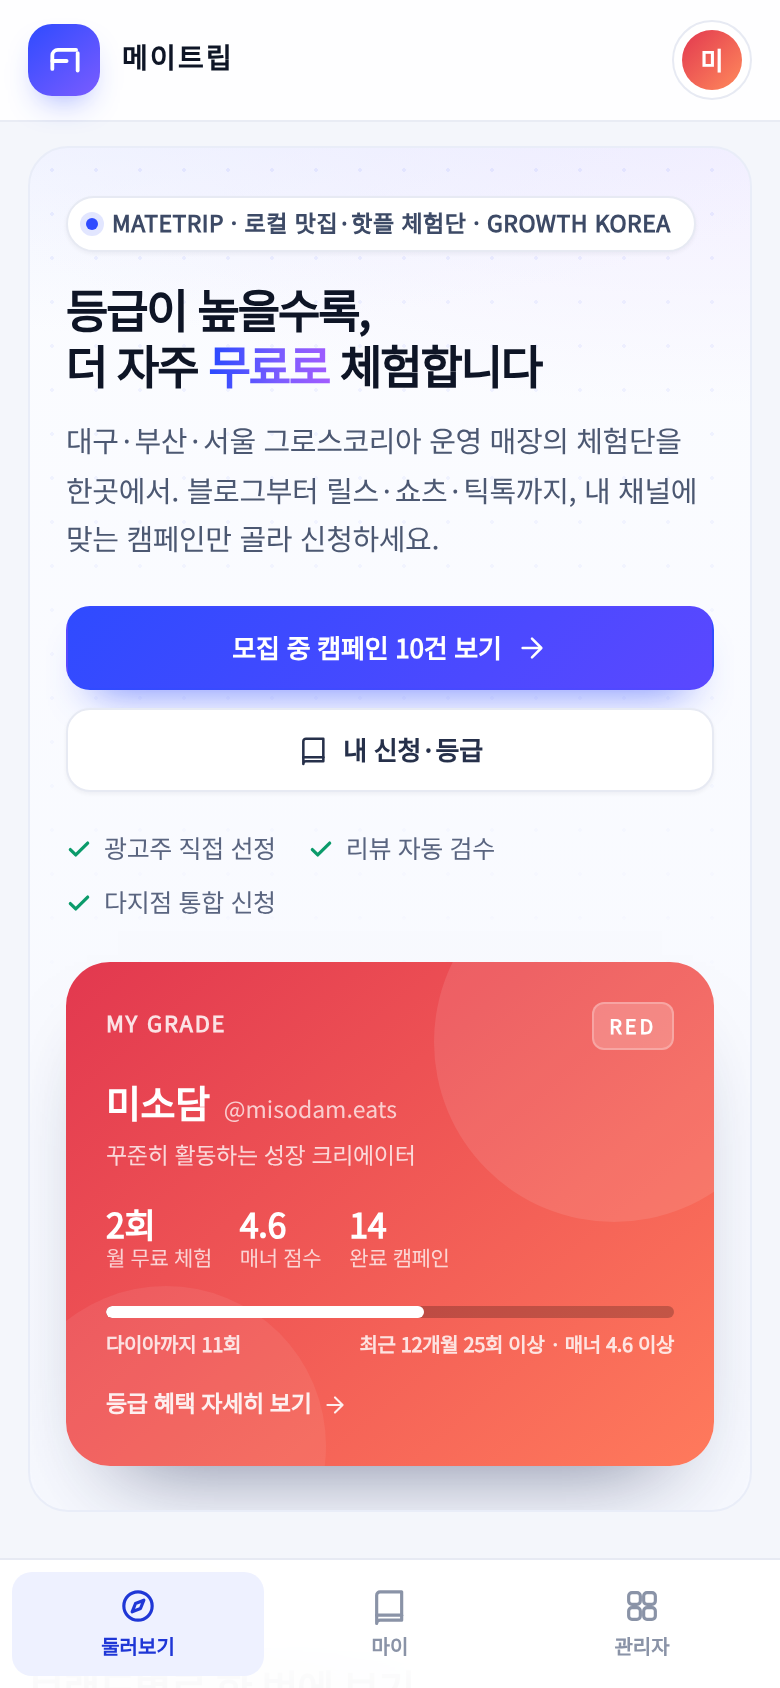 메이트립
미
MATETRIP · 로컬 맛집·핫플 체험단 · GROWTH KOREA
등급이 높을수록,
더 자주 무료로 체험합니다
대구·부산·서울 그로스코리아 운영 매장의 체험단을
한곳에서. 블로그부터 릴스·쇼츠·틱톡까지, 내 채널에
맞는 캠페인만 골라 신청하세요.
모집 중 캠페인 10건 보기 →
내 신청·등급
광고주 직접 선정 리뷰 자동 검수
다지점 통합 신청
MY GRADE RED
미소담 @misodam.eats
꾸준히 활동하는 성장 크리에이터
2회 4.6 14
월 무료 체험 매너 점수 완료 캠페인
다이아까지 11회 최근 12개월 25회 이상 · 매너 4.6 이상
등급 혜택 자세히 보기 →
둘러보기 마이 관리자